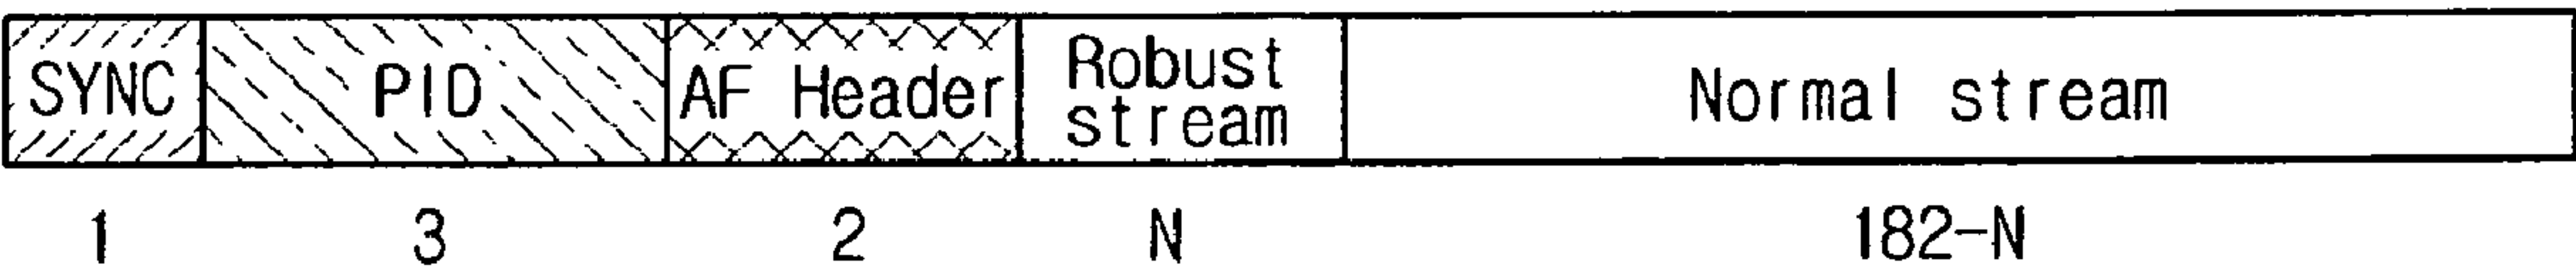 SYNC
PID
AF Header
Robust
stream
Normal stream
1
3
2
N
182-N